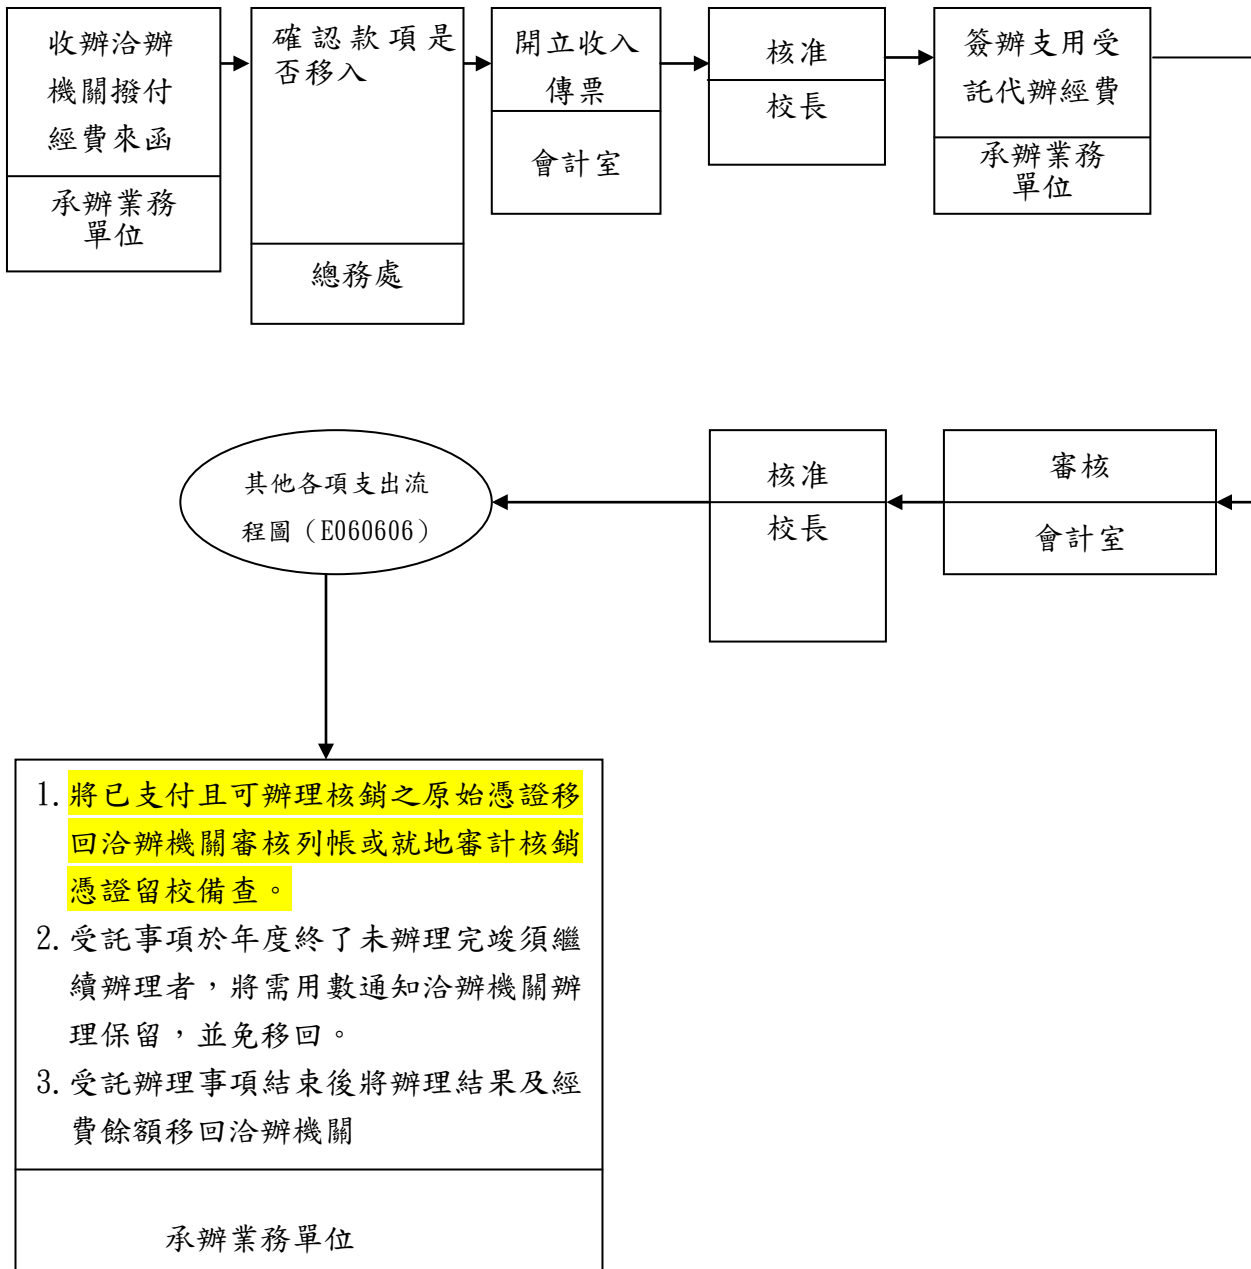 收辦洽辦
機關撥付
經費來函
承辦業務
單位
確認款項是
否移入
總務處
開立收入
傳票
會計室
核准
校長
簽辦支用受
託代辦經費
承辦業務
單位
審核
會計室
核准
校長
其他各項支出流
程圖（E060606）
1. 將已支付且可辦理核銷之原始憑證移
回洽辦機關審核列帳或就地審計核銷
憑證留校備查。
2. 受託事項於年度終了未辦理完竣須繼
續辦理者，將需用數通知洽辦機關辦
理保留，並免移回。
3. 受託辦理事項結束後將辦理結果及經
費餘額移回洽辦機關
承辦業務單位